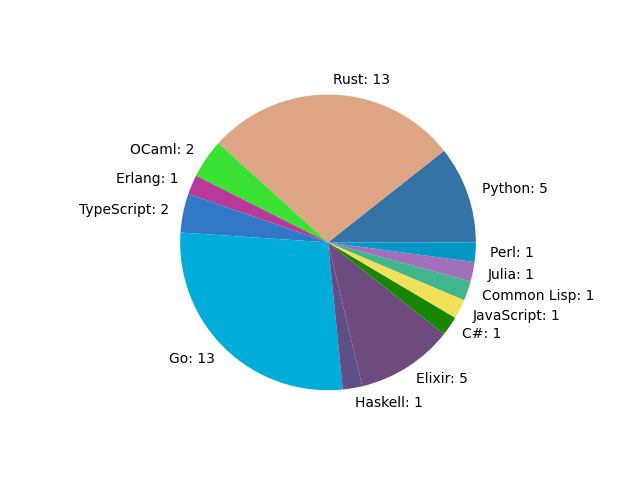 Rust: 13
OCaml: 2
Erlang: 1
Python: 5
TypeScript: 2
Perl: 1
Julia: 1
Common Lisp: 1
JavaScript: 1
C#: 1
Go: 13
Elixir: 5
Haskell: 1